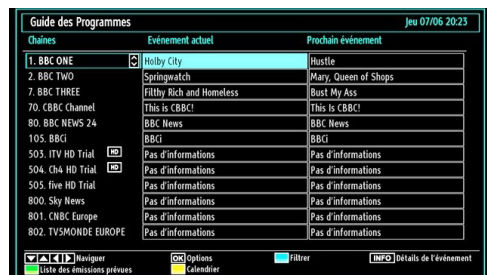 Guide des Programmes Jeu 07/06 20:23
Chaînes Evénement actuel Prochain événement
1. BBC ONE Holby City Hustle
2. BBC TWO Springwatch Mary, Queen of Shops
7. BBC THREE Filthy Rich and Homeless Bust My Ass
70. CBBC Channel This is CBBC! This Is CBBC!
80. BBC NEWS 24 BBC News BBC News
105. BBCi BBCi BBCi
503. ITV HD Trial HD Pas d'informations Pas d'informations
504. Ch4 HD Trial HD Pas d'informations Pas d'informations
505. five HD Trial Pas d'informations Pas d'informations
800. Sky News Pas d'informations Pas d'informations
801. CNBC Europe Pas d'informations Pas d'informations
802. TV5MONDE EUROPE Pas d'informations Pas d'informations
Naviguer OK Options Filtrer INFO Détails de l'événement
Liste des émissions prévues Calendrier